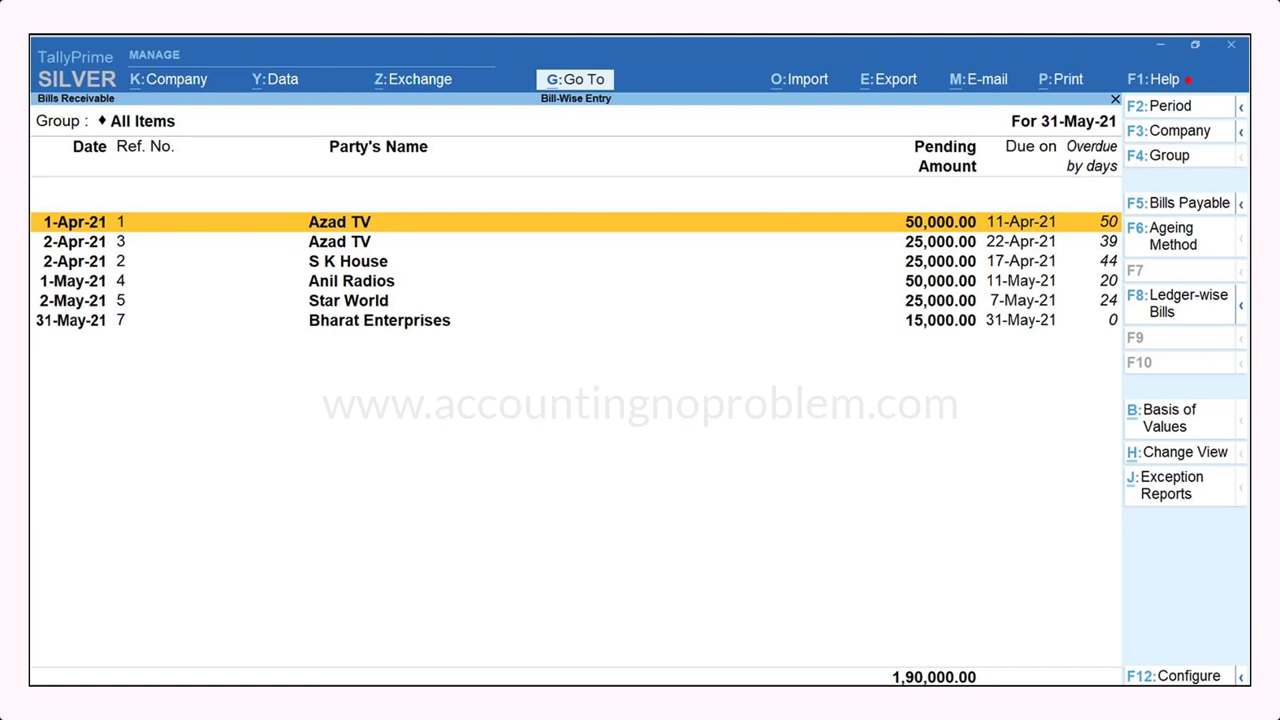 TallyPrime MANAGE
SILVER K:Company Y:Data Z:Exchange G:Go To O:Import E:Export M:E-mail P:Print F1:Help
Bills Receivable Bill-Wise Entry
Group : ♦ All Items For 31-May-21
Date Ref. No. Party's Name Pending Amount Due on Overdue by days
1-Apr-21 1 Azad TV 50,000.00 11-Apr-21 50
2-Apr-21 3 Azad TV 25,000.00 22-Apr-21 39
2-Apr-21 2 S K House 25,000.00 17-Apr-21 44
1-May-21 4 Anil Radios 50,000.00 11-May-21 20
2-May-21 5 Star World 25,000.00 7-May-21 24
31-May-21 7 Bharat Enterprises 15,000.00 31-May-21 0
www.accountingnoproblem.com
1,90,000.00
F2:Period
F3:Company
F4:Group
F5:Bills Payable
F6:Ageing
Method
F7
F8:Ledger-wise
Bills
F9
F10
B:Basis of
Values
H:Change View
J:Exception
Reports
F12:Configure